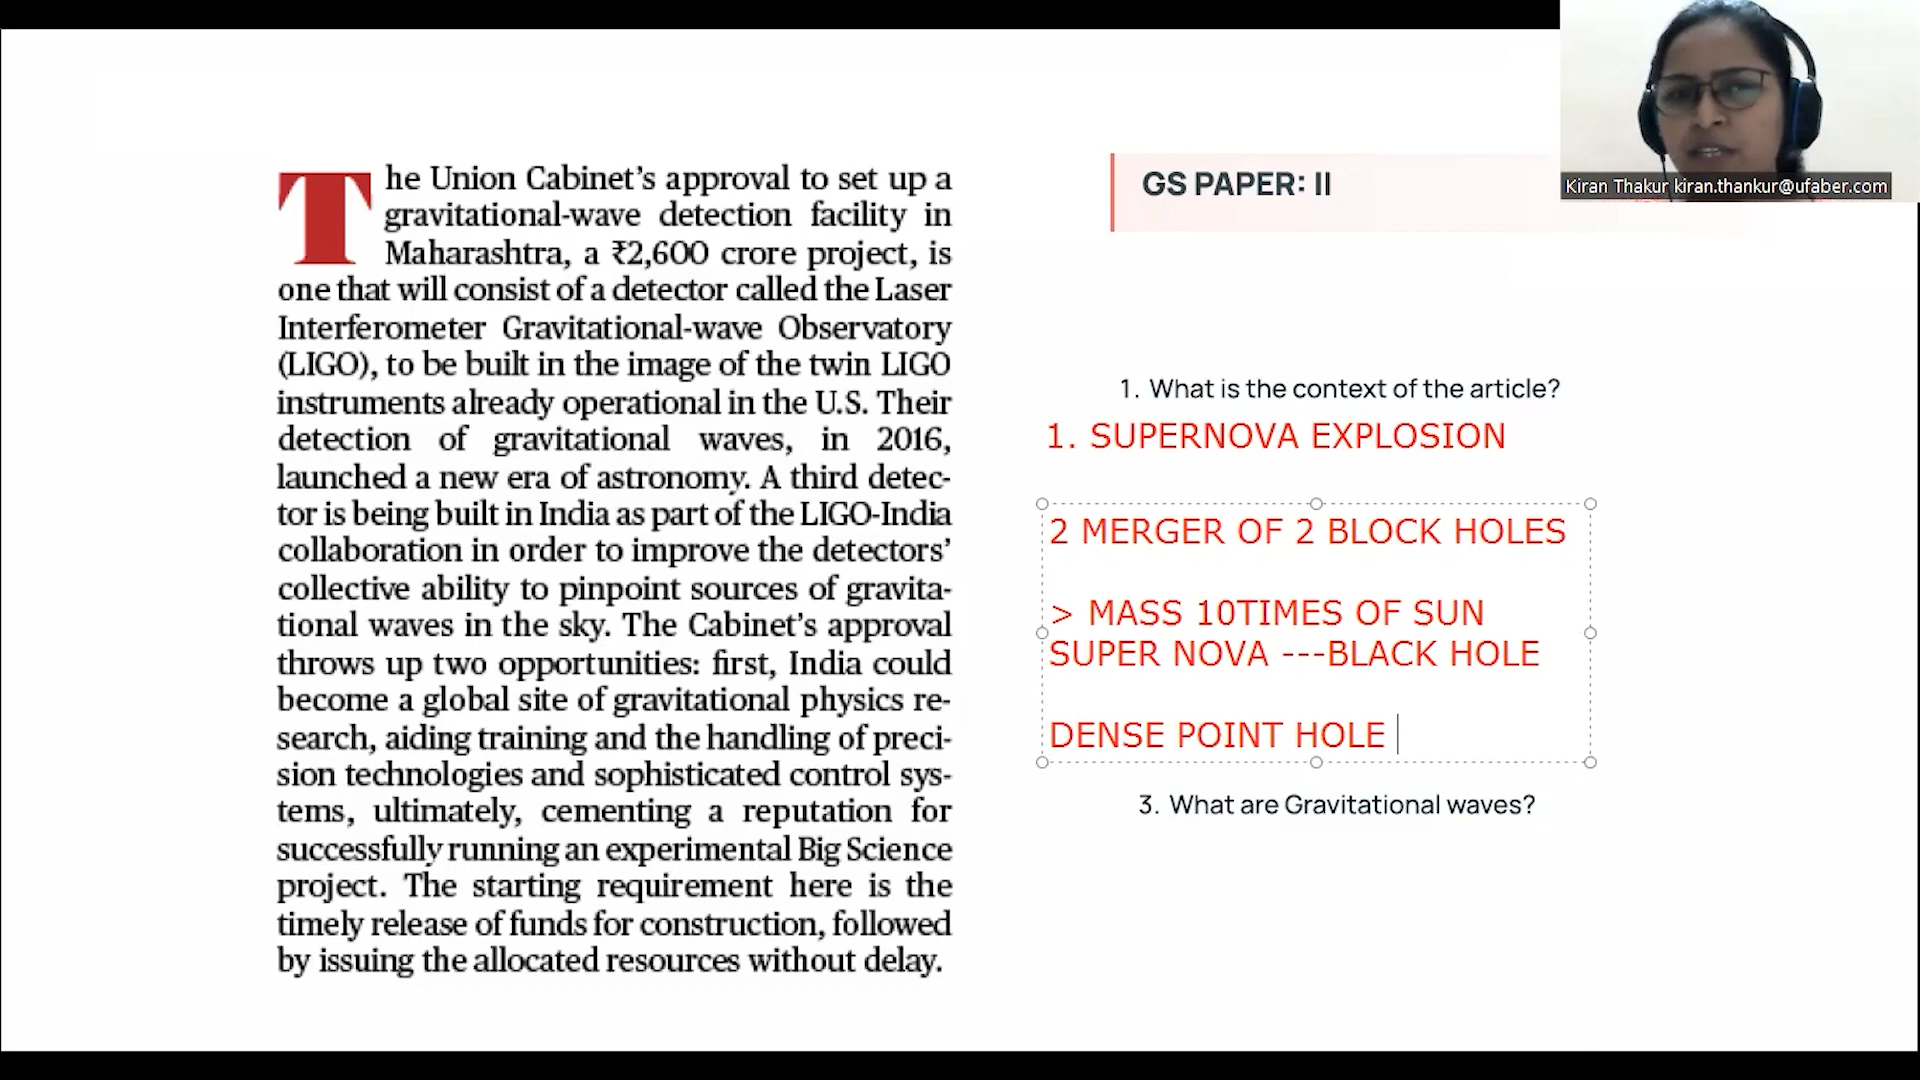 The Union Cabinet's approval to set up a
gravitational-wave detection facility in
Maharashtra, a ₹2,600 crore project, is
one that will consist of a detector called the Laser
Interferometer Gravitational-wave Observatory
(LIGO), to be built in the image of the twin LIGO
instruments already operational in the U.S. Their
detection of gravitational waves, in 2016,
launched a new era of astronomy. A third detec-
tor is being built in India as part of the LIGO-India
collaboration in order to improve the detectors'
collective ability to pinpoint sources of gravita-
tional waves in the sky. The Cabinet's approval
throws up two opportunities: first, India could
become a global site of gravitational physics re-
search, aiding training and the handling of preci-
sion technologies and sophisticated control sys-
tems, ultimately, cementing a reputation for
successfully running an experimental Big Science
project. The starting requirement here is the
timely release of funds for construction, followed
by issuing the allocated resources without delay.
GS PAPER: II
Kiran Thakur kiran.thankur@ufaber.com
1. What is the context of the article?
1. SUPERNOVA EXPLOSION
2 MERGER OF 2 BLOCK HOLES
> MASS 10TIMES OF SUN
SUPER NOVA ---BLACK HOLE
DENSE POINT HOLE
3. What are Gravitational waves?